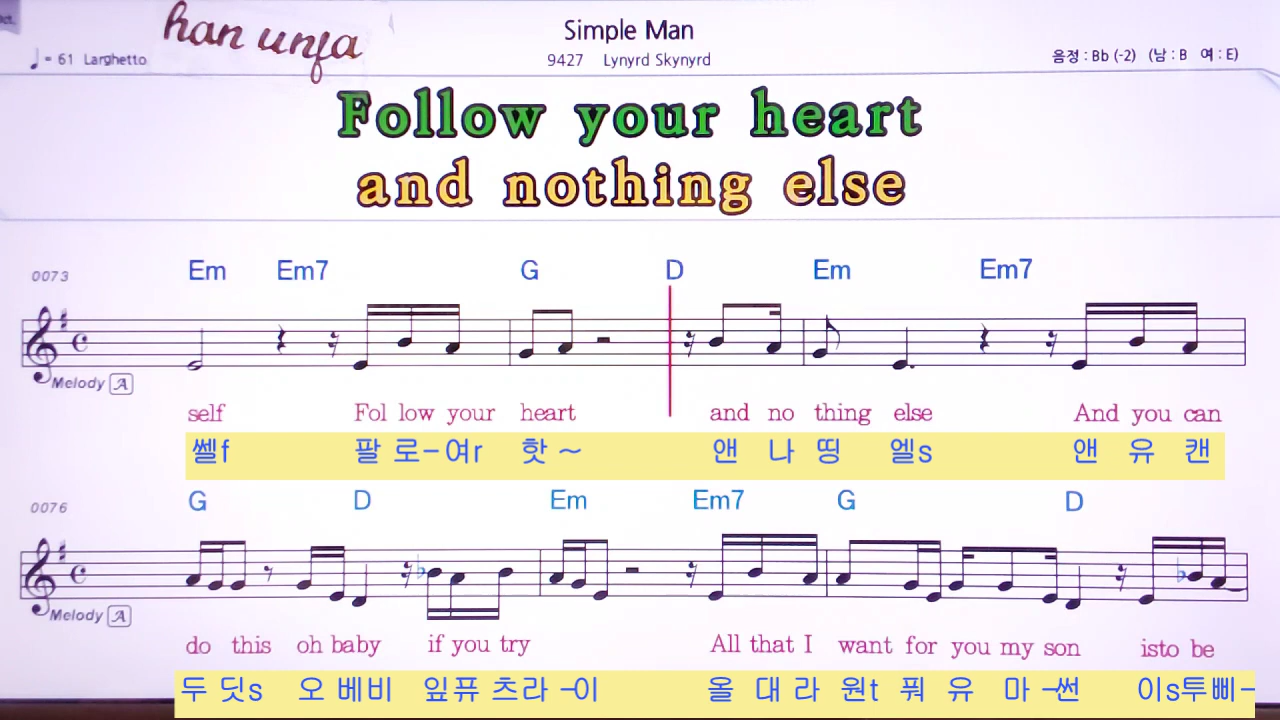 ct.
han unja
Simple Man
♩ = 61 Larghetto
9427 Lynyrd Skynyrd
음정 : Bb (-2) (남 : B 여 : E)
Follow your heart
and nothing else
0073
Em Em7 G D Em Em7
Melody A
self Fol low your heart and no thing else And you can
쎌f 팔 로-여r 핫 ~ 앤 나 띵 엘s 앤 유 캔
0076
G D Em Em7 G D
Melody A
do this oh baby if you try All that I want for you my son isto be
두 딧s 오 베비 잎퓨 츠라-이 올 대 라 원t 풔 유 마-썬 이s투삐-